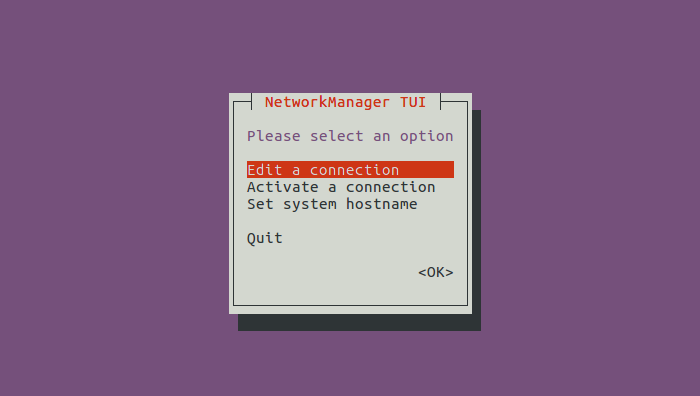 NetworkManager TUI
Please select an option
Edit a connection
Activate a connection
Set system hostname
Quit
<OK>